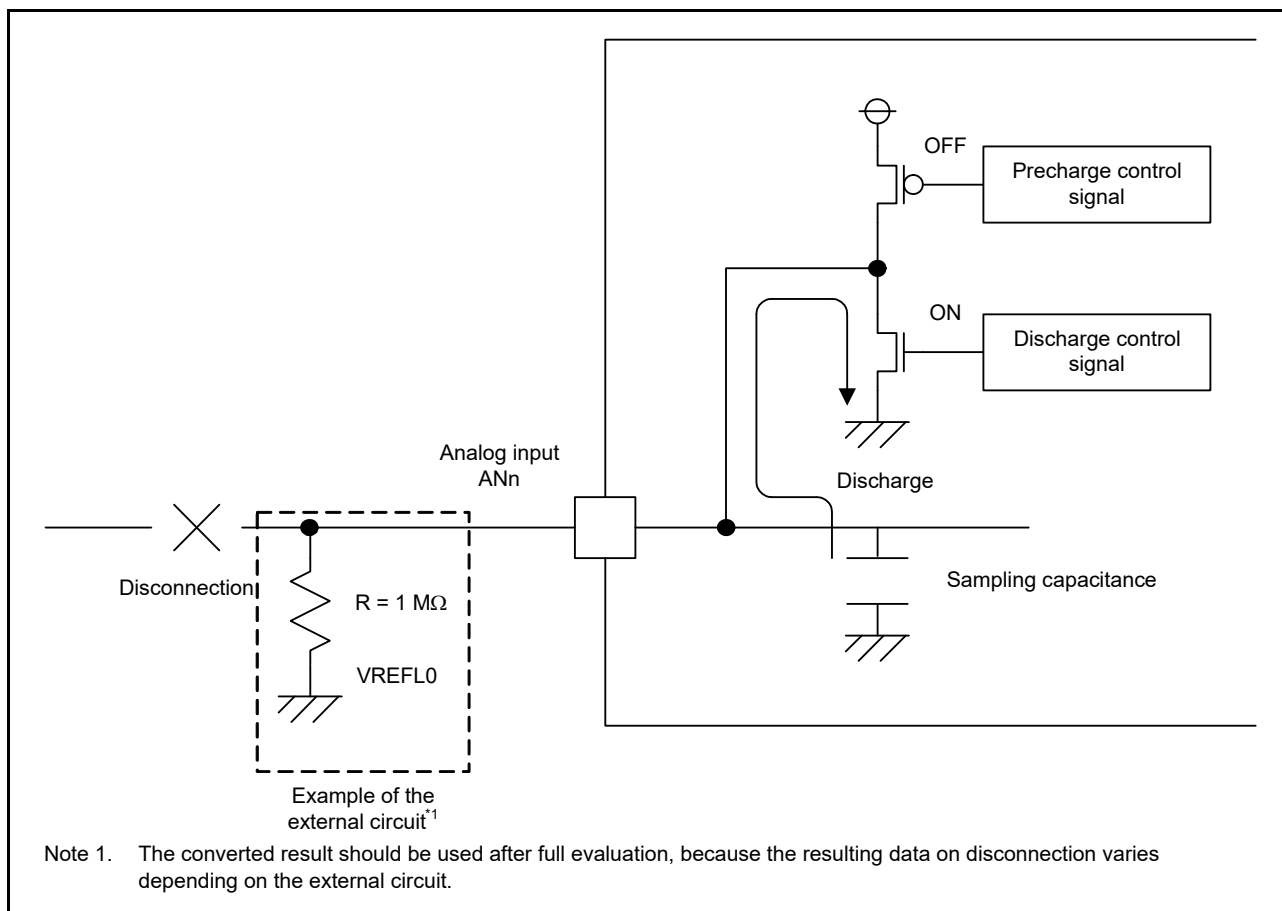 OFF
Precharge control
signal
ON
Discharge control
signal
Analog input
ANn
Discharge
Disconnection
R = 1 MΩ
VREFL0
Sampling capacitance
Example of the
external circuit*1
Note 1. The converted result should be used after full evaluation, because the resulting data on disconnection varies
depending on the external circuit.